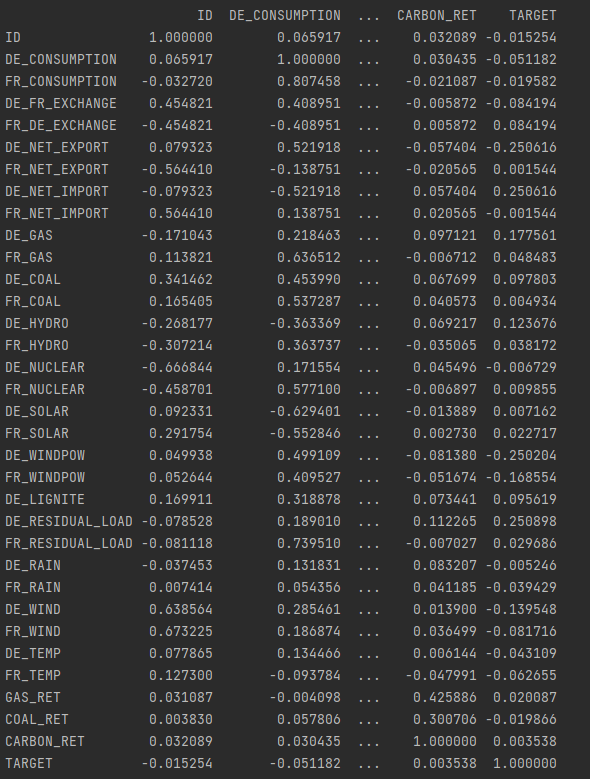 ID DE_CONSUMPTION ... CARBON_RET TARGET
ID 1.000000 0.065917 ... 0.032089 -0.015254
DE_CONSUMPTION 0.065917 1.000000 ... 0.030435 -0.051182
FR_CONSUMPTION -0.032720 0.807458 ... -0.021087 -0.019582
DE_FR_EXCHANGE 0.454821 0.408951 ... -0.005872 -0.084194
FR_DE_EXCHANGE -0.454821 -0.408951 ... 0.005872 0.084194
DE_NET_EXPORT 0.079323 0.521918 ... -0.057404 -0.250616
FR_NET_EXPORT -0.564410 -0.138751 ... -0.020565 0.001544
DE_NET_IMPORT -0.079323 -0.521918 ... 0.057404 0.250616
FR_NET_IMPORT 0.564410 0.138751 ... 0.020565 -0.001544
DE_GAS -0.171043 0.218463 ... 0.097121 0.177561
FR_GAS 0.113821 0.636512 ... -0.006712 0.048483
DE_COAL 0.341462 0.453990 ... 0.067699 0.097803
FR_COAL 0.165405 0.537287 ... 0.040573 0.004934
DE_HYDRO -0.268177 -0.363369 ... 0.069217 0.123676
FR_HYDRO -0.307214 0.363737 ... -0.035065 0.038172
DE_NUCLEAR -0.666844 0.171554 ... 0.045496 -0.006729
FR_NUCLEAR -0.458701 0.577100 ... -0.006897 0.009855
DE_SOLAR 0.092331 -0.629401 ... -0.013889 0.007162
FR_SOLAR 0.291754 -0.552846 ... 0.002730 0.022717
DE_WINDPOW 0.049938 0.499109 ... -0.081380 -0.250204
FR_WINDPOW 0.052644 0.409527 ... -0.051674 -0.168554
DE_LIGNITE 0.169911 0.318878 ... 0.073441 0.095619
DE_RESIDUAL_LOAD -0.078528 0.189010 ... 0.112265 0.250898
FR_RESIDUAL_LOAD -0.081118 0.739510 ... -0.007027 0.029686
DE_RAIN -0.037453 0.131831 ... 0.083207 -0.005246
FR_RAIN 0.007414 0.054356 ... 0.041185 -0.039429
DE_WIND 0.638564 0.285461 ... 0.013900 -0.139548
FR_WIND 0.673225 0.186874 ... 0.036499 -0.081716
DE_TEMP 0.077865 0.134466 ... 0.006144 -0.043109
FR_TEMP 0.127300 -0.093784 ... -0.047991 -0.062655
GAS_RET 0.031087 -0.004098 ... 0.425886 0.020087
COAL_RET 0.003830 0.057806 ... 0.300706 -0.019866
CARBON_RET 0.032089 0.030435 ... 1.000000 0.003538
TARGET -0.015254 -0.051182 ... 0.003538 1.000000